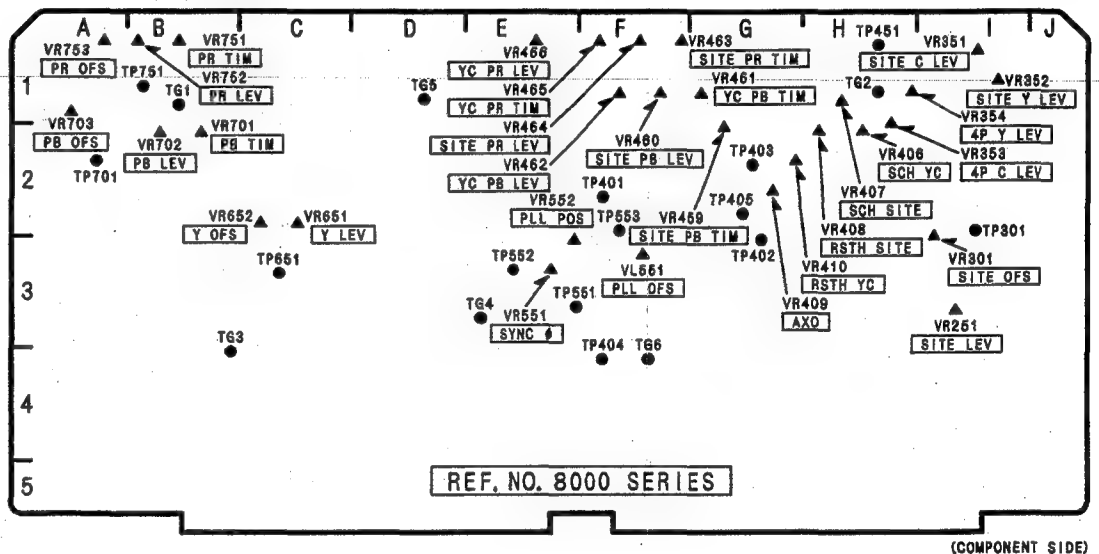 A B C D E F G H I J
1
2
3
4
5
VR753
PR OFS
VR751
PR TIM
TP751
TG1
VR752
PR LEV
VR703
PB OFS
TP701
VR702
PB LEV
VR701
PB TIM
VR652
Y OFS
VR651
Y LEV
TP651
TG3
TG5
VR466
YC PR LEV
VR465
YC PR TIM
VR464
SITE PR LEV
VR462
YC PB LEV
VR463
SITE PR TIM
VR461
YC PB TIM
VR460
SITE PB LEV
VR552
PLL POS
TP401
TP553
VR459
SITE PB TIM
TP403
TP405
TP402
TP552
VL551
PLL OFS
TP551
TG4
VR551
SYNC ϕ
TP404
TG6
TP451
SITE C LEV
VR351
TG2
VR352
SITE Y LEV
VR354
4P Y LEV
VR353
4P C LEV
VR406
SCH YC
VR407
SCH SITE
VR408
RSTH SITE
VR410
RSTH YC
VR409
AXO
TP301
VR301
SITE OFS
VR251
SITE LEV
REF. NO. 8000 SERIES
(COMPONENT SIDE)